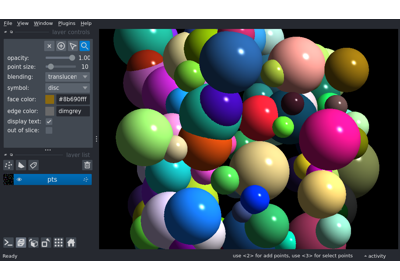 File View Window Plugins Help
layer controls
opacity: 1.00
point size: 10
blending: translucen
symbol: disc
face color: #8b690fff
edge color: dimgrey
display text:
out of slice:
layer list
pts
Ready use <2> for add points, use <3> for select points activity